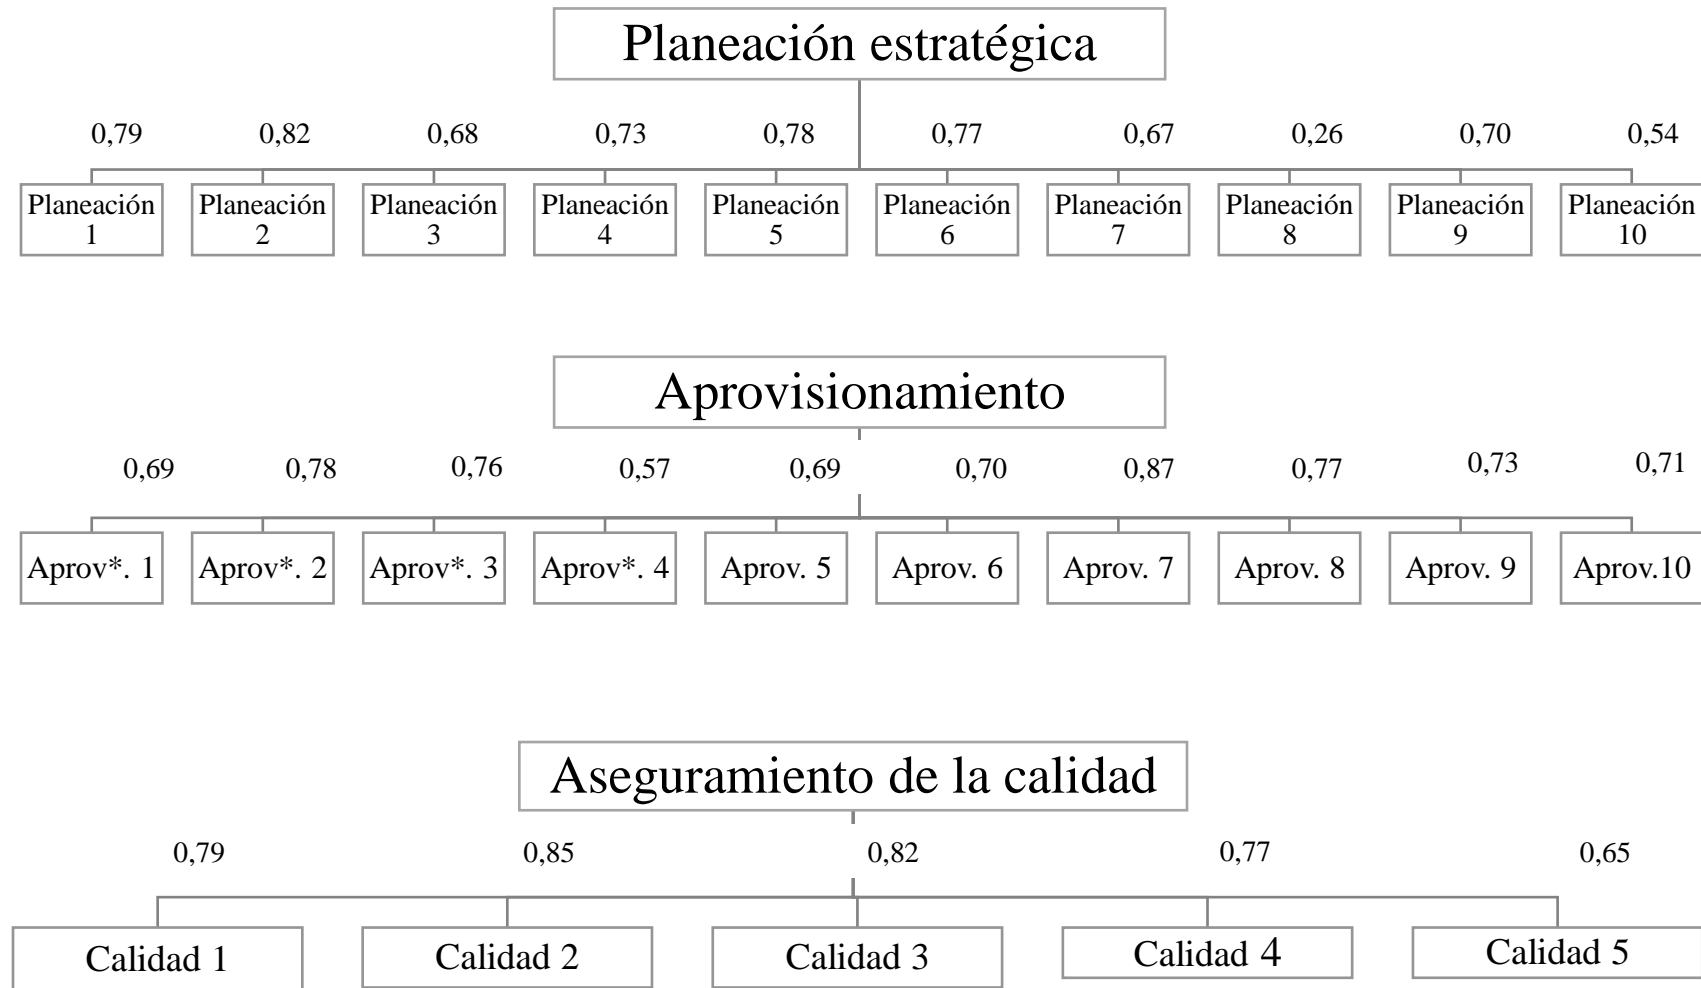 Planeación estratégica
0,79 0,82 0,68 0,73 0,78 0,77 0,67 0,26 0,70 0,54
Planeación Planeación Planeación Planeación Planeación Planeación Planeación Planeación Planeación Planeación
1 2 3 4 5 6 7 8 9 10
Aprovisionamiento
0,69 0,78 0,76 0,57 0,69 0,70 0,87 0,77 0,73 0,71
Aprov*. 1 Aprov*. 2 Aprov*. 3 Aprov*. 4 Aprov. 5 Aprov. 6 Aprov. 7 Aprov. 8 Aprov. 9 Aprov.10
Aseguramiento de la calidad
0,79 0,85 0,82 0,77 0,65
Calidad 1 Calidad 2 Calidad 3 Calidad 4 Calidad 5